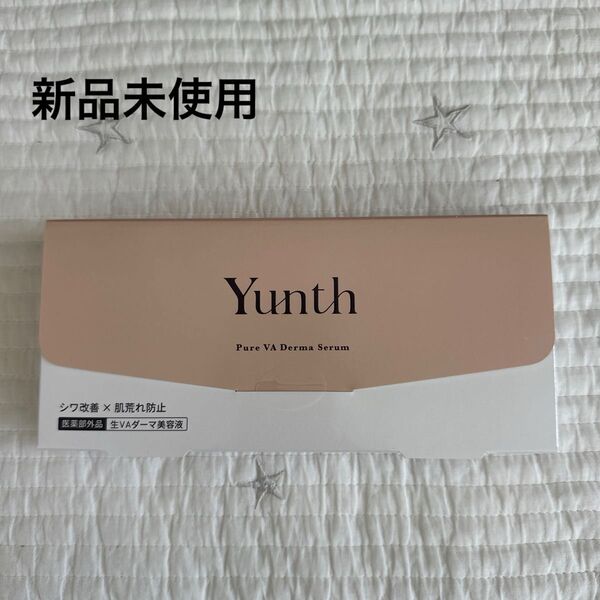 新品未使用
Yunth
Pure VA Derma Serum
シワ改善 × 肌荒れ防止
医薬部外品 生VAダーマ美容液